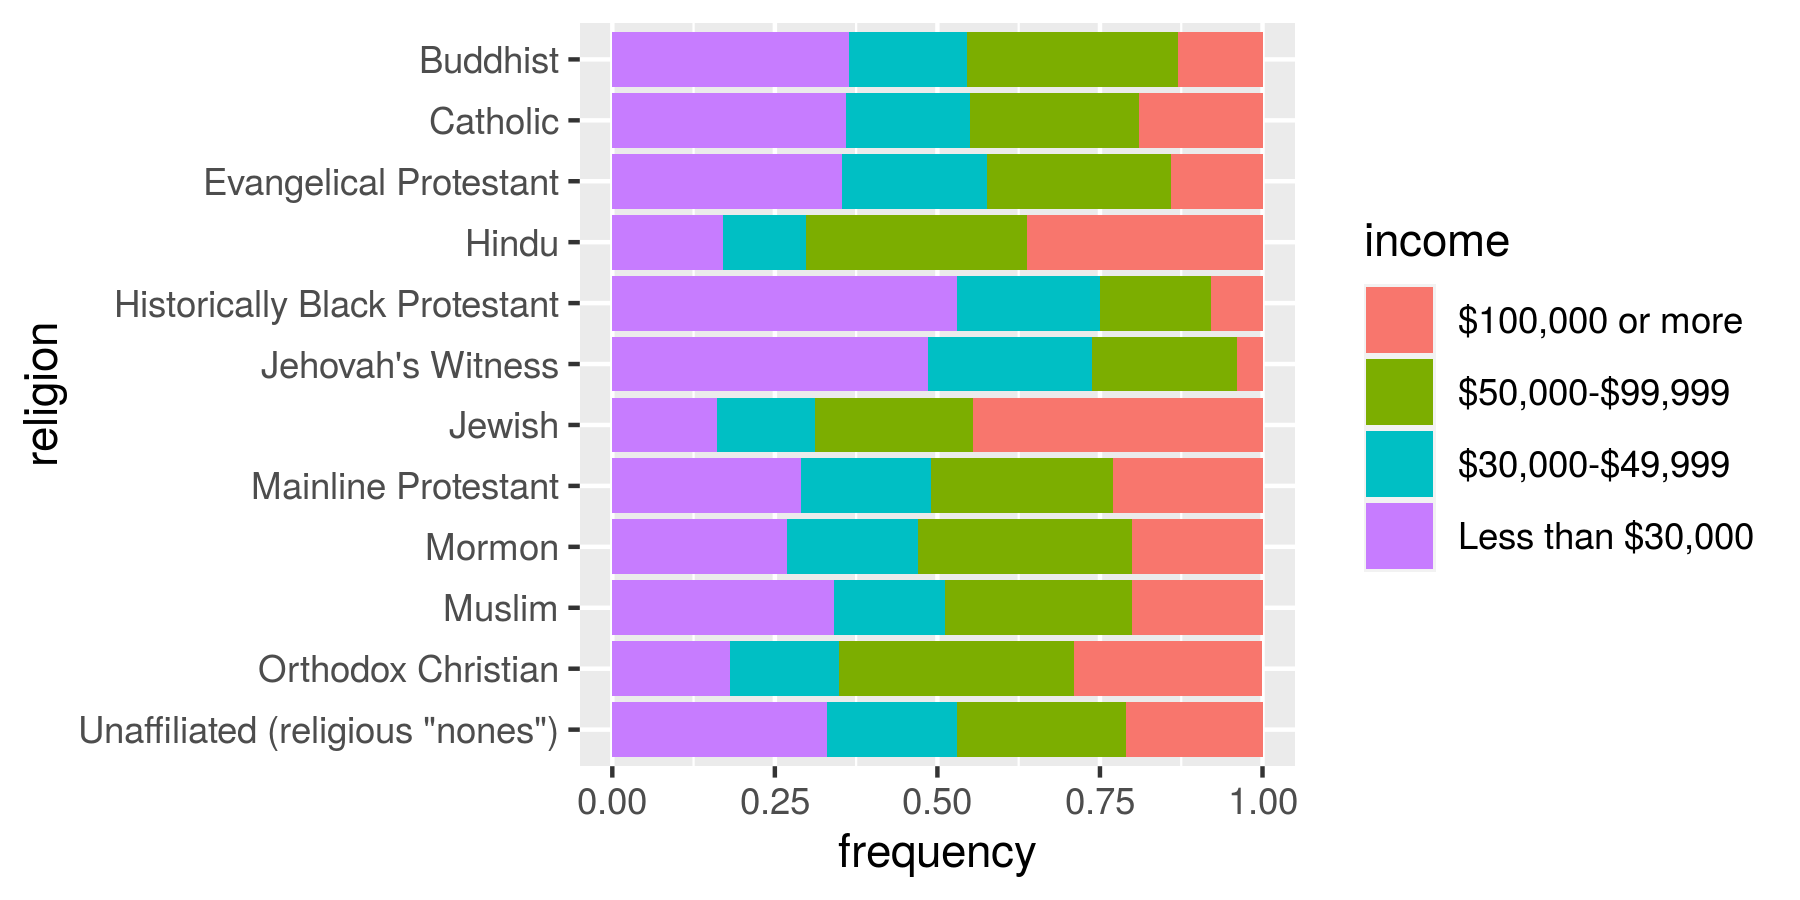 religion
Buddhist
Catholic
Evangelical Protestant
Hindu
Historically Black Protestant
Jehovah's Witness
Jewish
Mainline Protestant
Mormon
Muslim
Orthodox Christian
Unaffiliated (religious "nones")
0.00 0.25 0.50 0.75 1.00
frequency
income
$100,000 or more
$50,000-$99,999
$30,000-$49,999
Less than $30,000